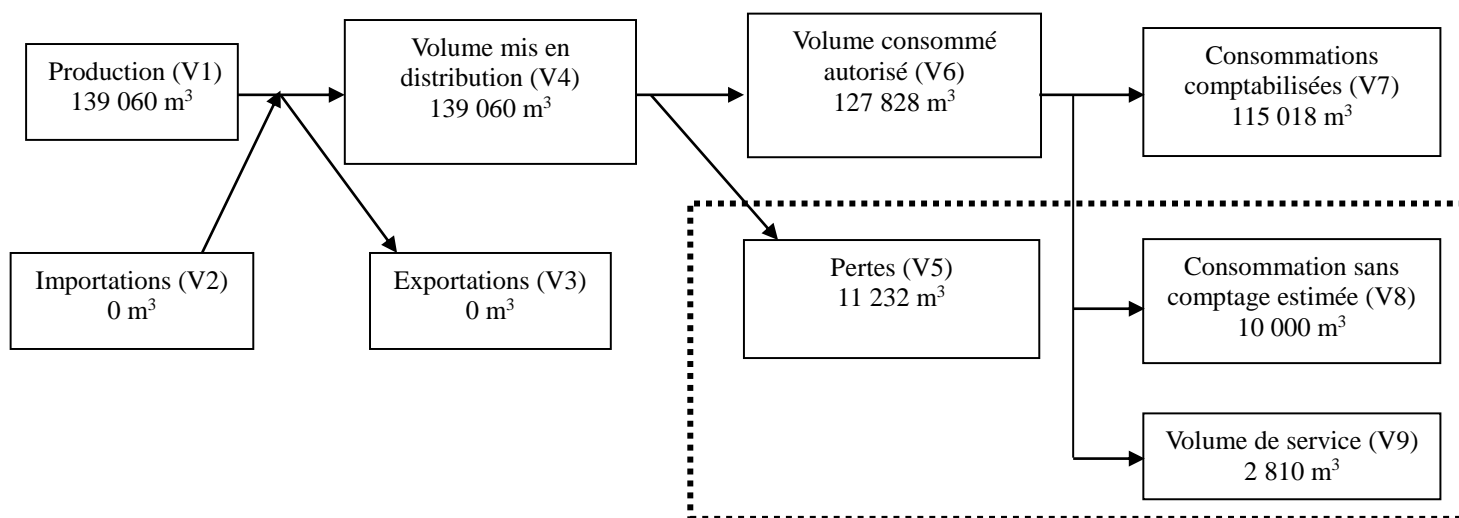 Production (V1)
139 060 m³
Volume mis en
distribution (V4)
139 060 m³
Volume consommé
autorisé (V6)
127 828 m³
Consommations
comptabilisées (V7)
115 018 m³
Importations (V2)
0 m³
Exportations (V3)
0 m³
Pertes (V5)
11 232 m³
Consommation sans
comptage estimée (V8)
10 000 m³
Volume de service (V9)
2 810 m³